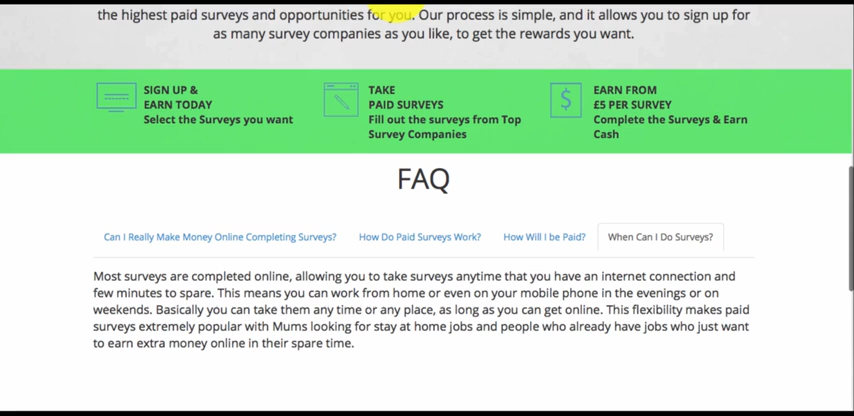 the highest paid surveys and opportunities for you. Our process is simple, and it allows you to sign up for
as many survey companies as you like, to get the rewards you want.
SIGN UP &
EARN TODAY
Select the Surveys you want
TAKE
PAID SURVEYS
Fill out the surveys from Top
Survey Companies
$
EARN FROM
£5 PER SURVEY
Complete the Surveys & Earn
Cash
FAQ
Can I Really Make Money Online Completing Surveys? How Do Paid Surveys Work? How Will I be Paid? When Can I Do Surveys?
Most surveys are completed online, allowing you to take surveys anytime that you have an internet connection and
few minutes to spare. This means you can work from home or even on your mobile phone in the evenings or on
weekends. Basically you can take them any time or any place, as long as you can get online. This flexibility makes paid
surveys extremely popular with Mums looking for stay at home jobs and people who already have jobs who just want
to earn extra money online in their spare time.